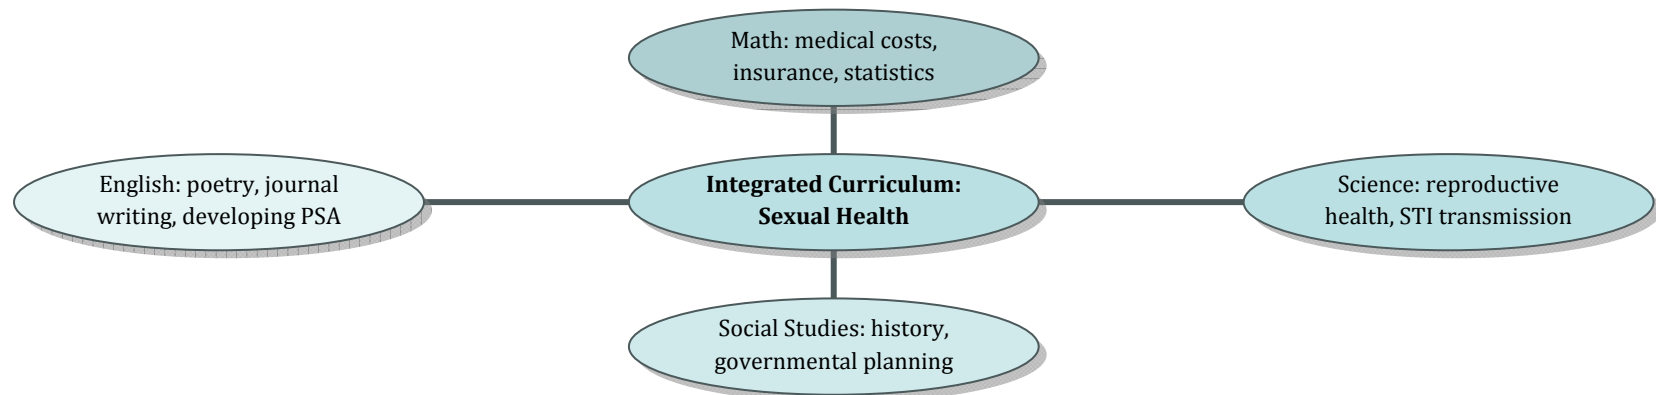 Math: medical costs,
insurance, statistics
English: poetry, journal
writing, developing PSA
Integrated Curriculum:
Sexual Health
Science: reproductive
health, STI transmission
Social Studies: history,
governmental planning